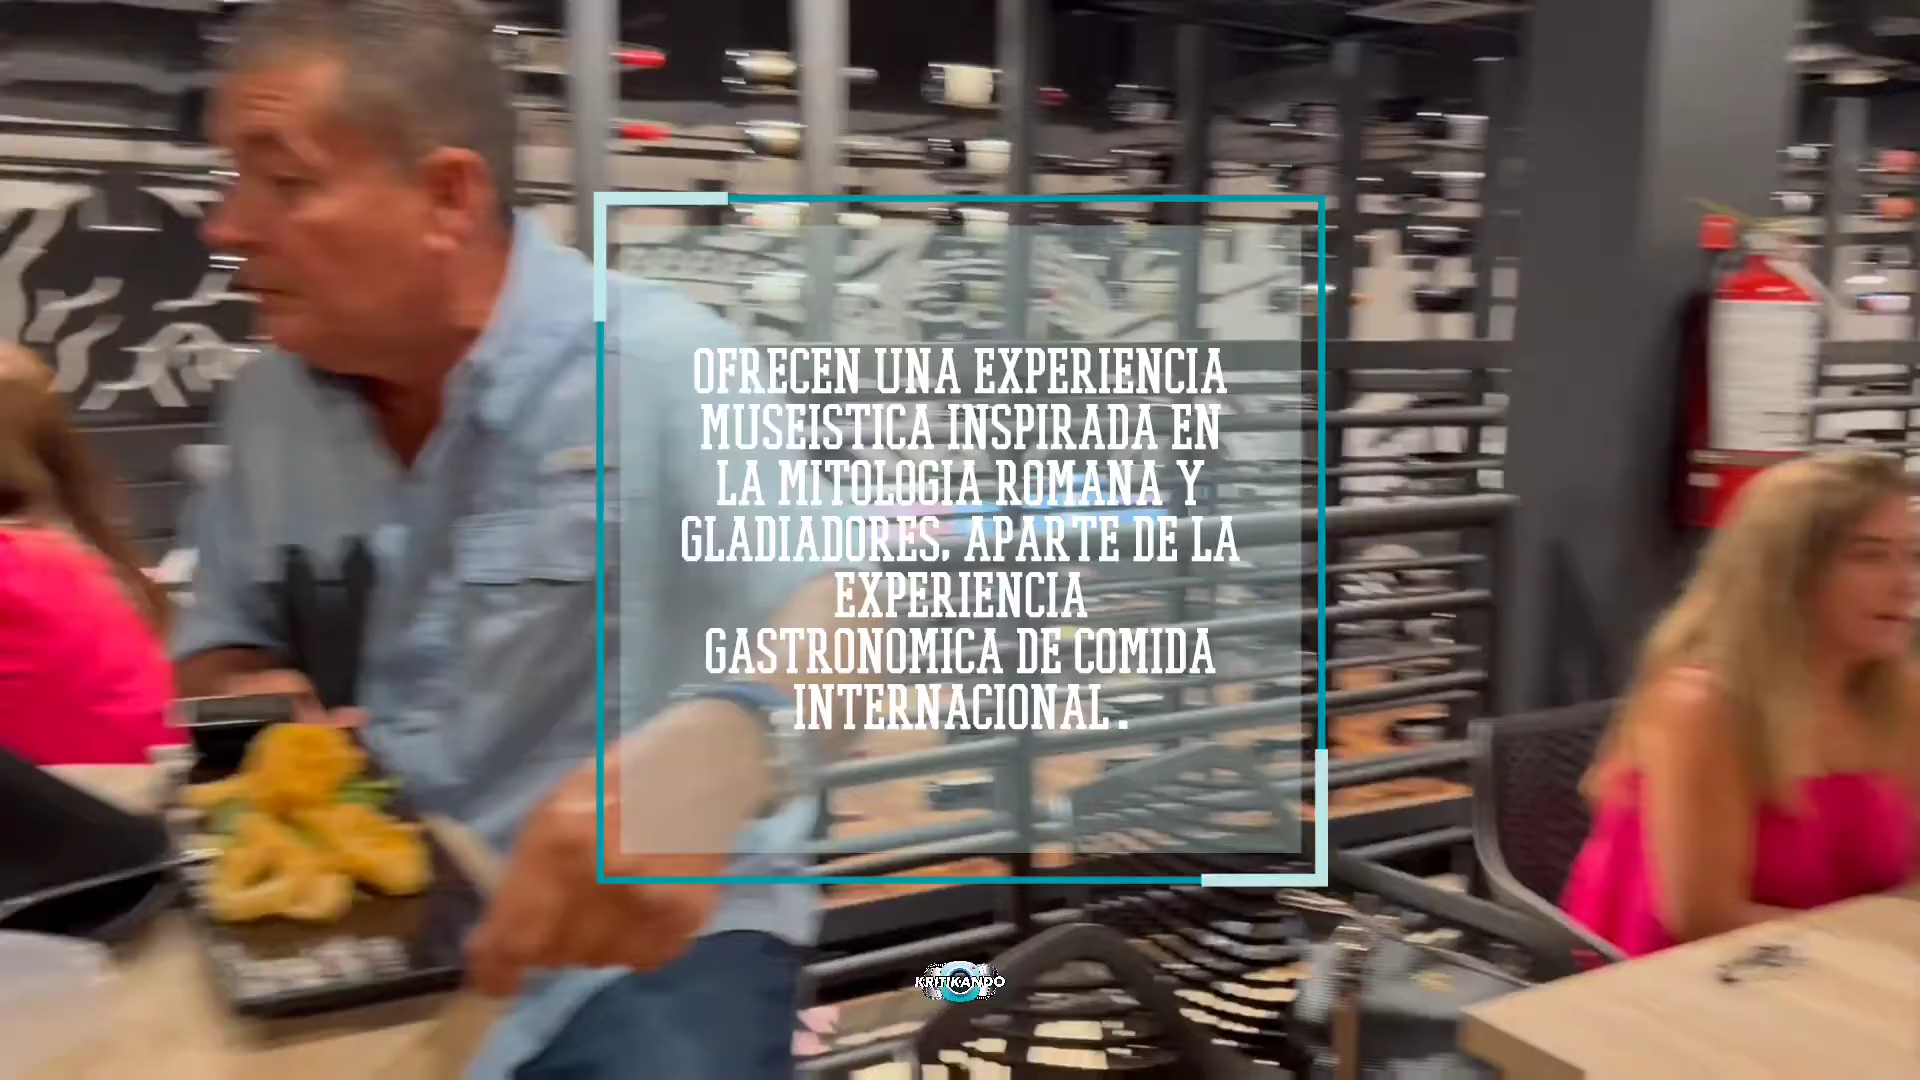 OFRECEN UNA EXPERIENCIA
MUSEISTICA INSPIRADA EN
LA MITOLOGIA ROMANA Y
GLADIADORES. APARTE DE LA
EXPERIENCIA
GASTRONOMICA DE COMIDA
INTERNACIONAL.
KRITIKANDO